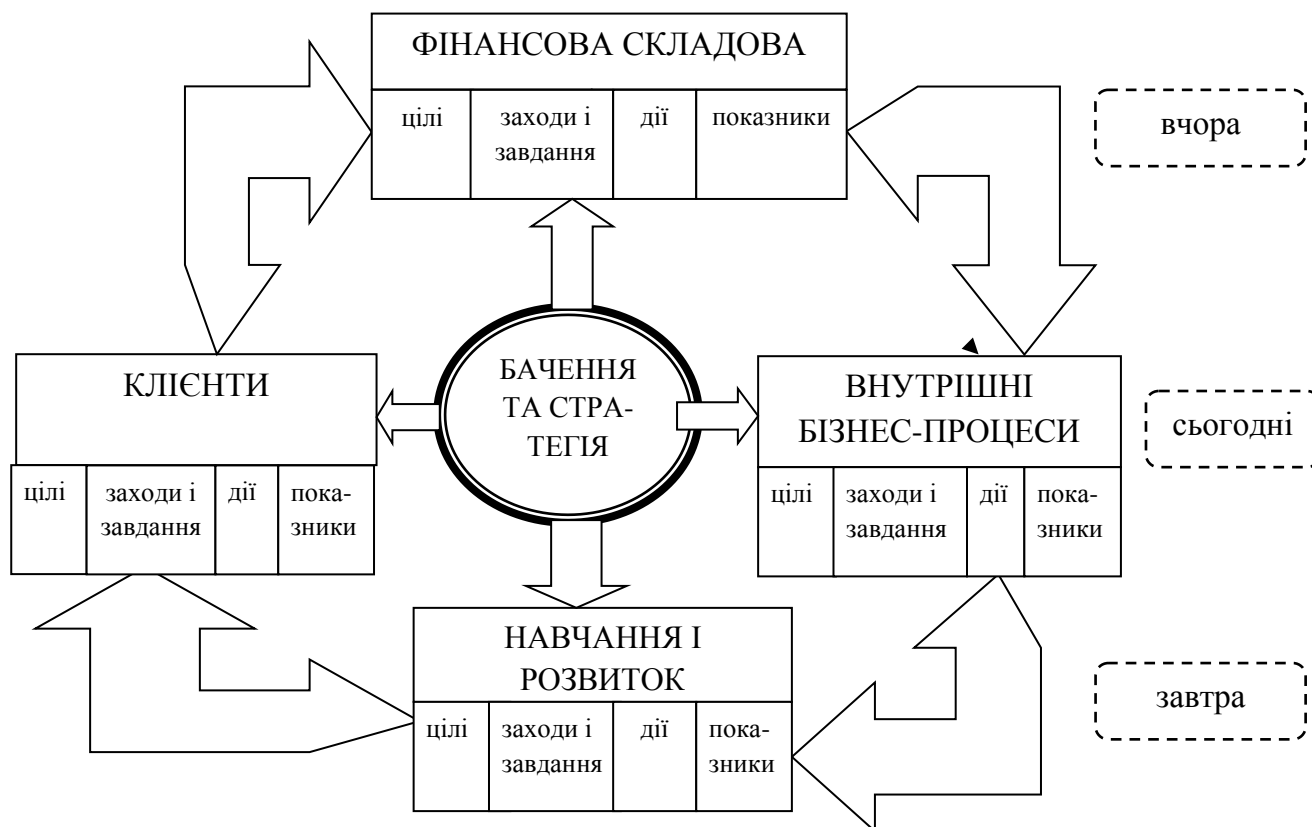 ФІНАНСОВА СКЛАДОВА
цілі
заходи і
завдання
дії
показники
вчора
КЛІЄНТИ
цілі
заходи і
завдання
дії
пока-
зники
БАЧЕННЯ
ТА СТРА-
ТЕГІЯ
ВНУТРІШНІ
БІЗНЕС-ПРОЦЕСИ
цілі
заходи і
завдання
дії
пока-
зники
сьогодні
НАВЧАННЯ І
РОЗВИТОК
цілі
заходи і
завдання
дії
пока-
зники
завтра